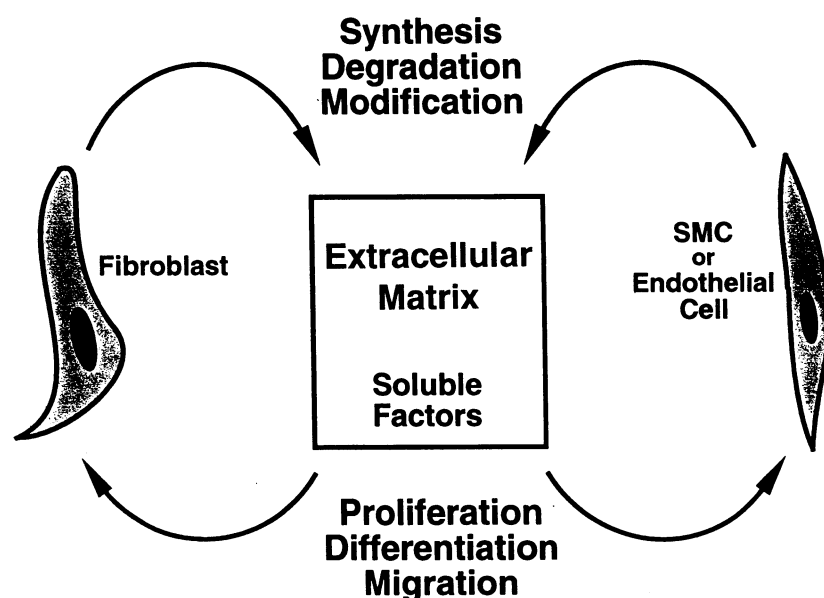 Synthesis
Degradation
Modification
Fibroblast
Extracellular
Matrix
Soluble
Factors
SMC
or
Endothelial
Cell
Proliferation
Differentiation
Migration